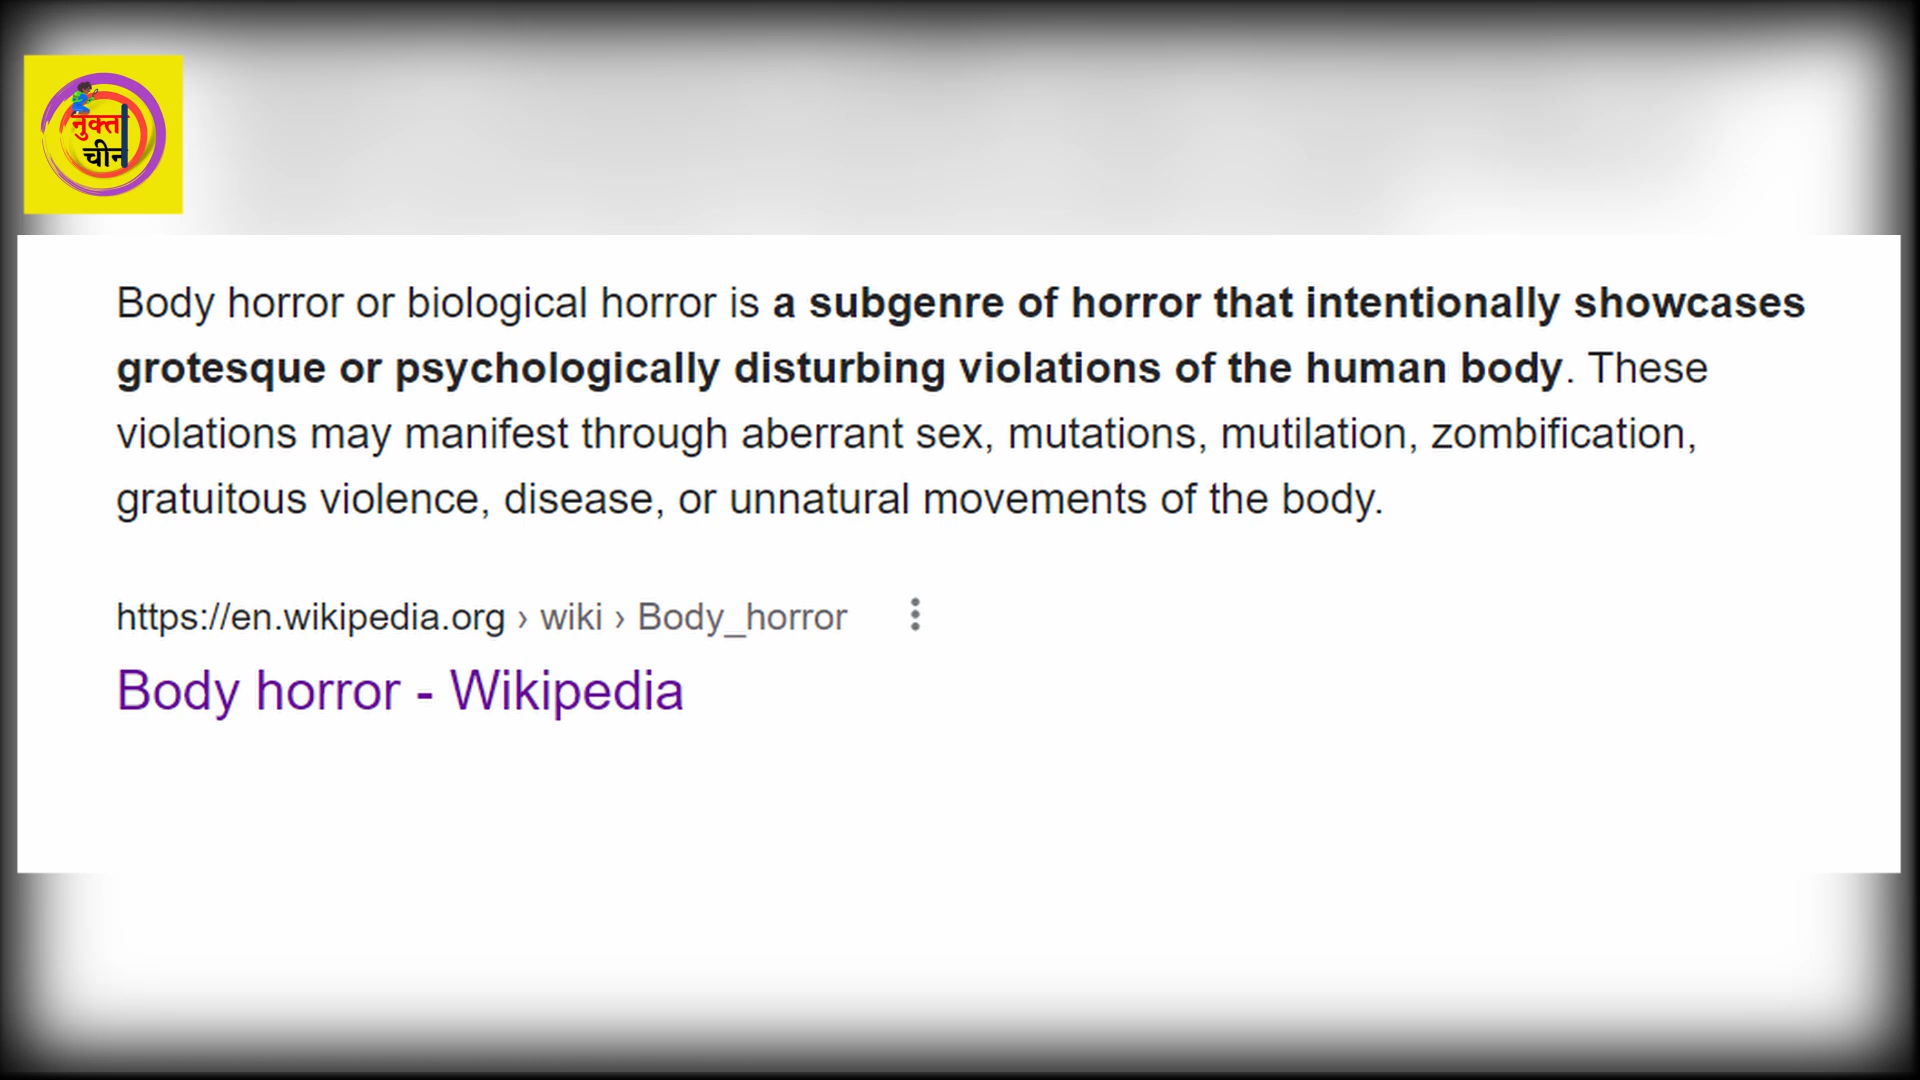 नुक्ता
चीन
Body horror or biological horror is a subgenre of horror that intentionally showcases
grotesque or psychologically disturbing violations of the human body. These
violations may manifest through aberrant sex, mutations, mutilation, zombification,
gratuitous violence, disease, or unnatural movements of the body.
https://en.wikipedia.org › wiki › Body_horror
Body horror - Wikipedia